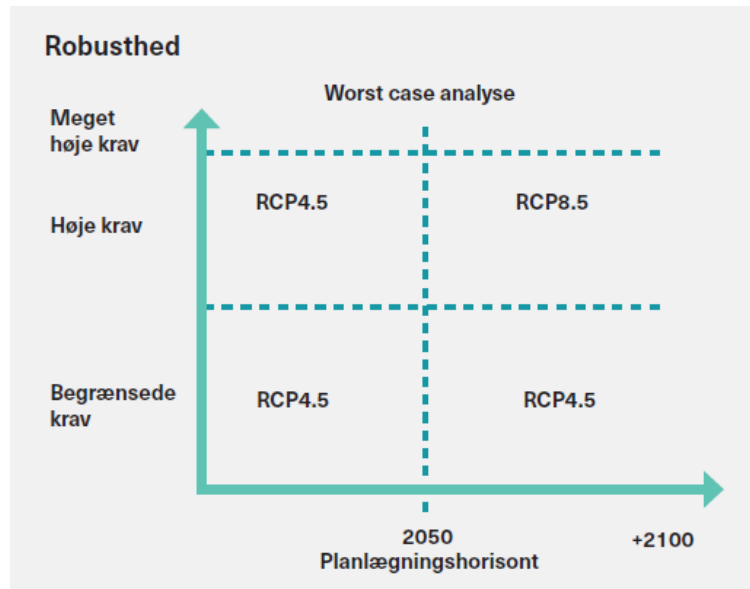 Robusthed
Worst case analyse
Meget
høje krav
RCP4.5
RCP8.5
Høje krav
Begrænsede
krav
RCP4.5
RCP4.5
2050
+2100
Planlægningshorisont